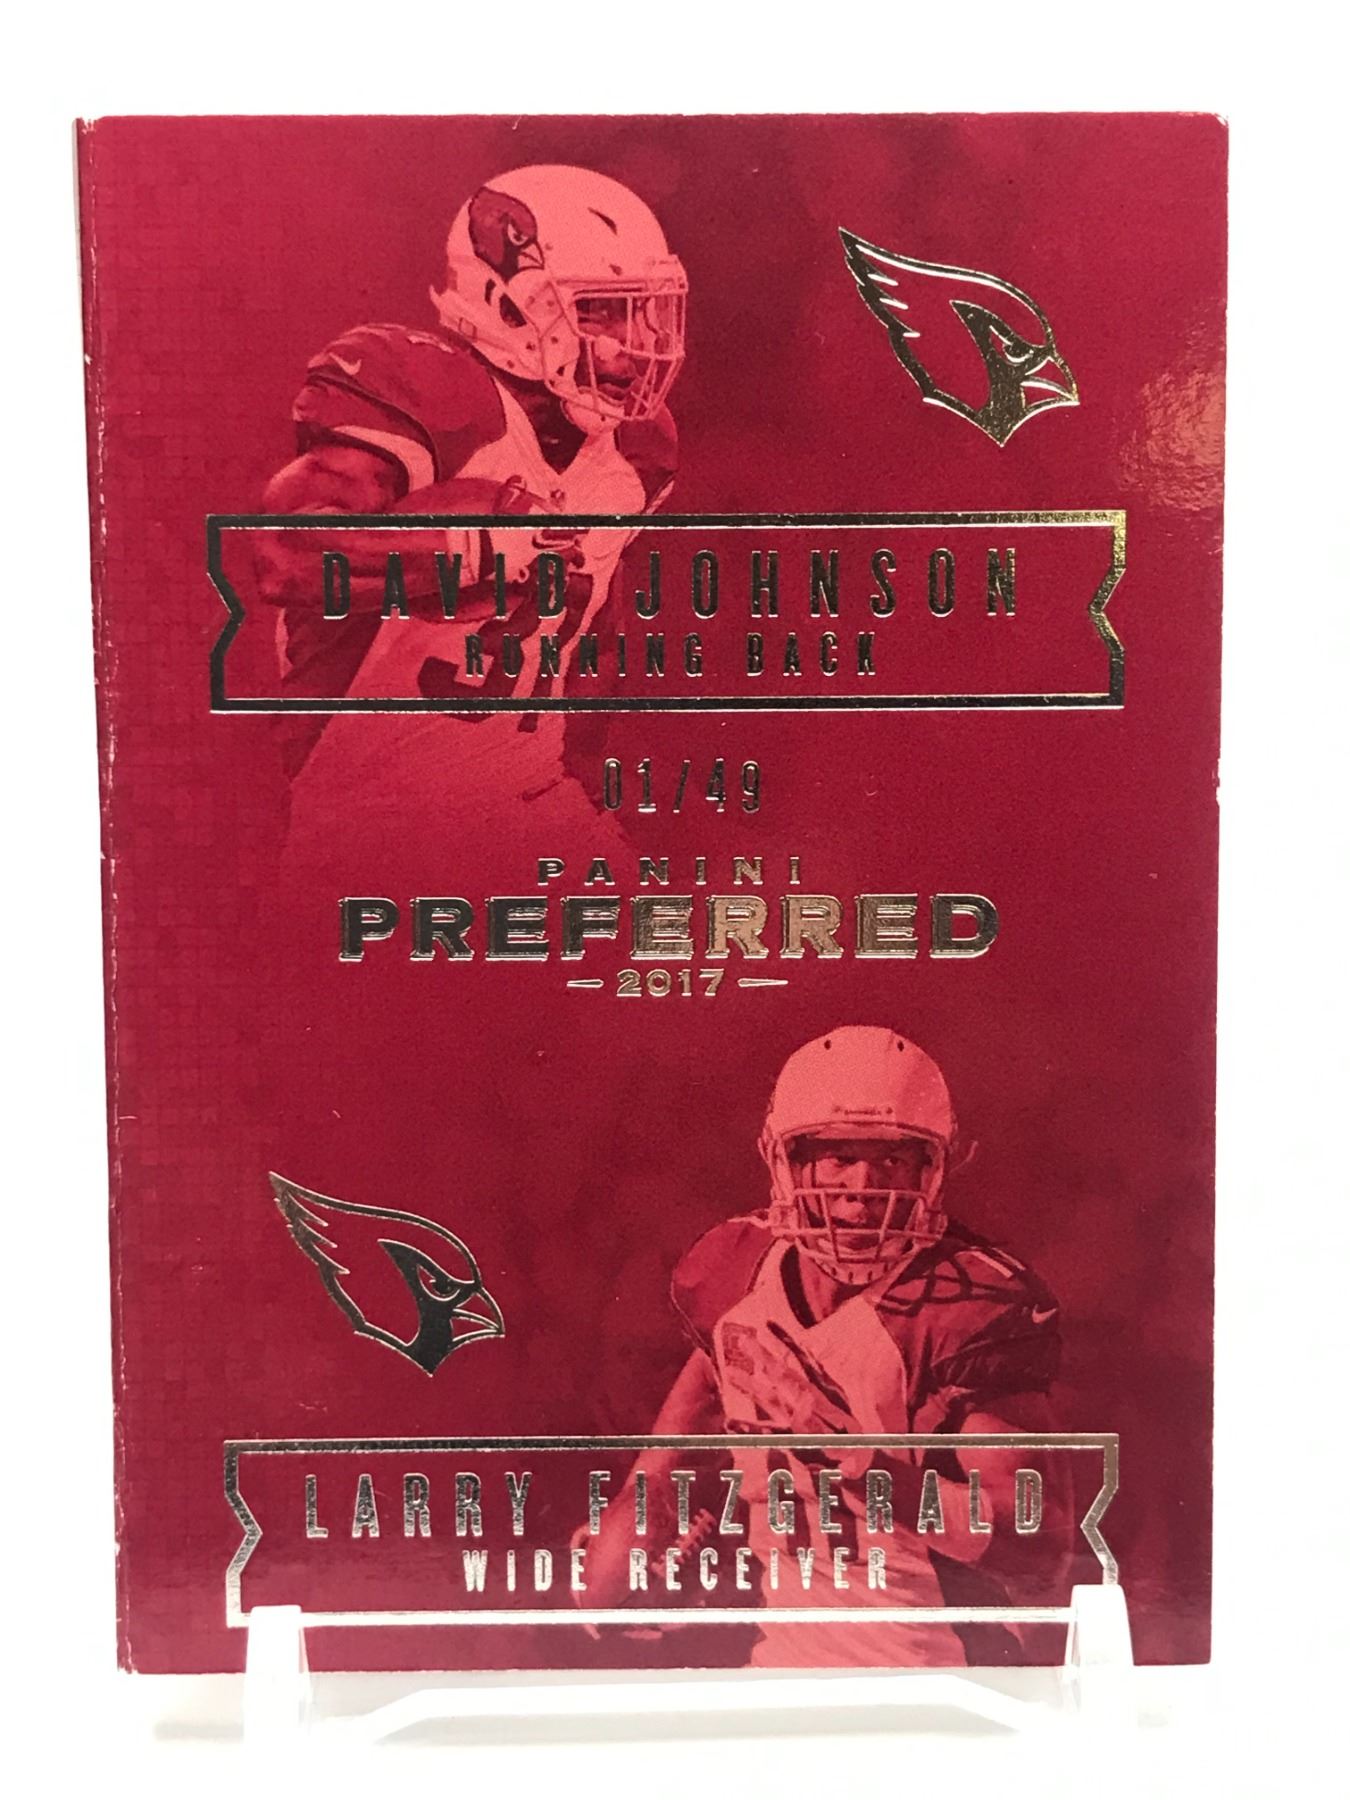 DAVID JOHNSON
RUNNING BACK
01/49
PANINI
PREFERRED
2017
LARRY FITZGERALD
WIDE RECEIVER